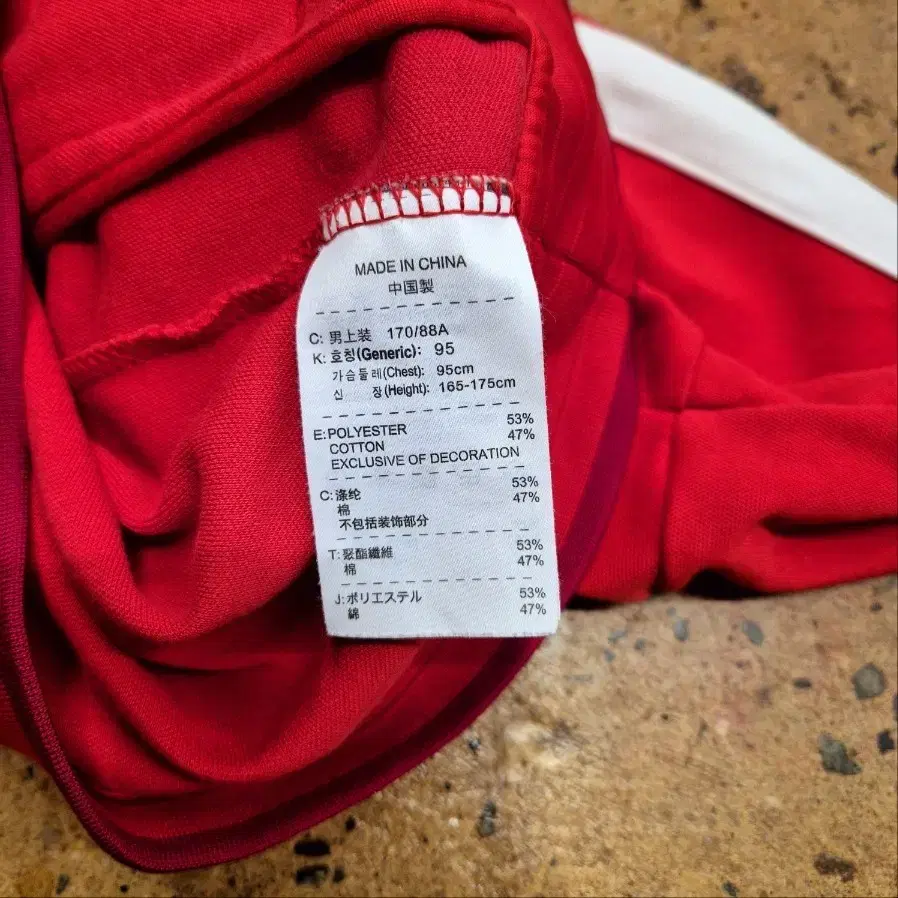 MADE IN CHINA
中国製
C: 男上装 170/88A
K: 호칭(Generic): 95
가슴둘레(Chest): 95cm
신 장(Height): 165-175cm
E: POLYESTER 53%
COTTON 47%
EXCLUSIVE OF DECORATION
C: 涤纶 53%
棉 47%
不包括装饰部分
T: 聚酯纖維 53%
棉 47%
J: ポリエステル 53%
綿 47%